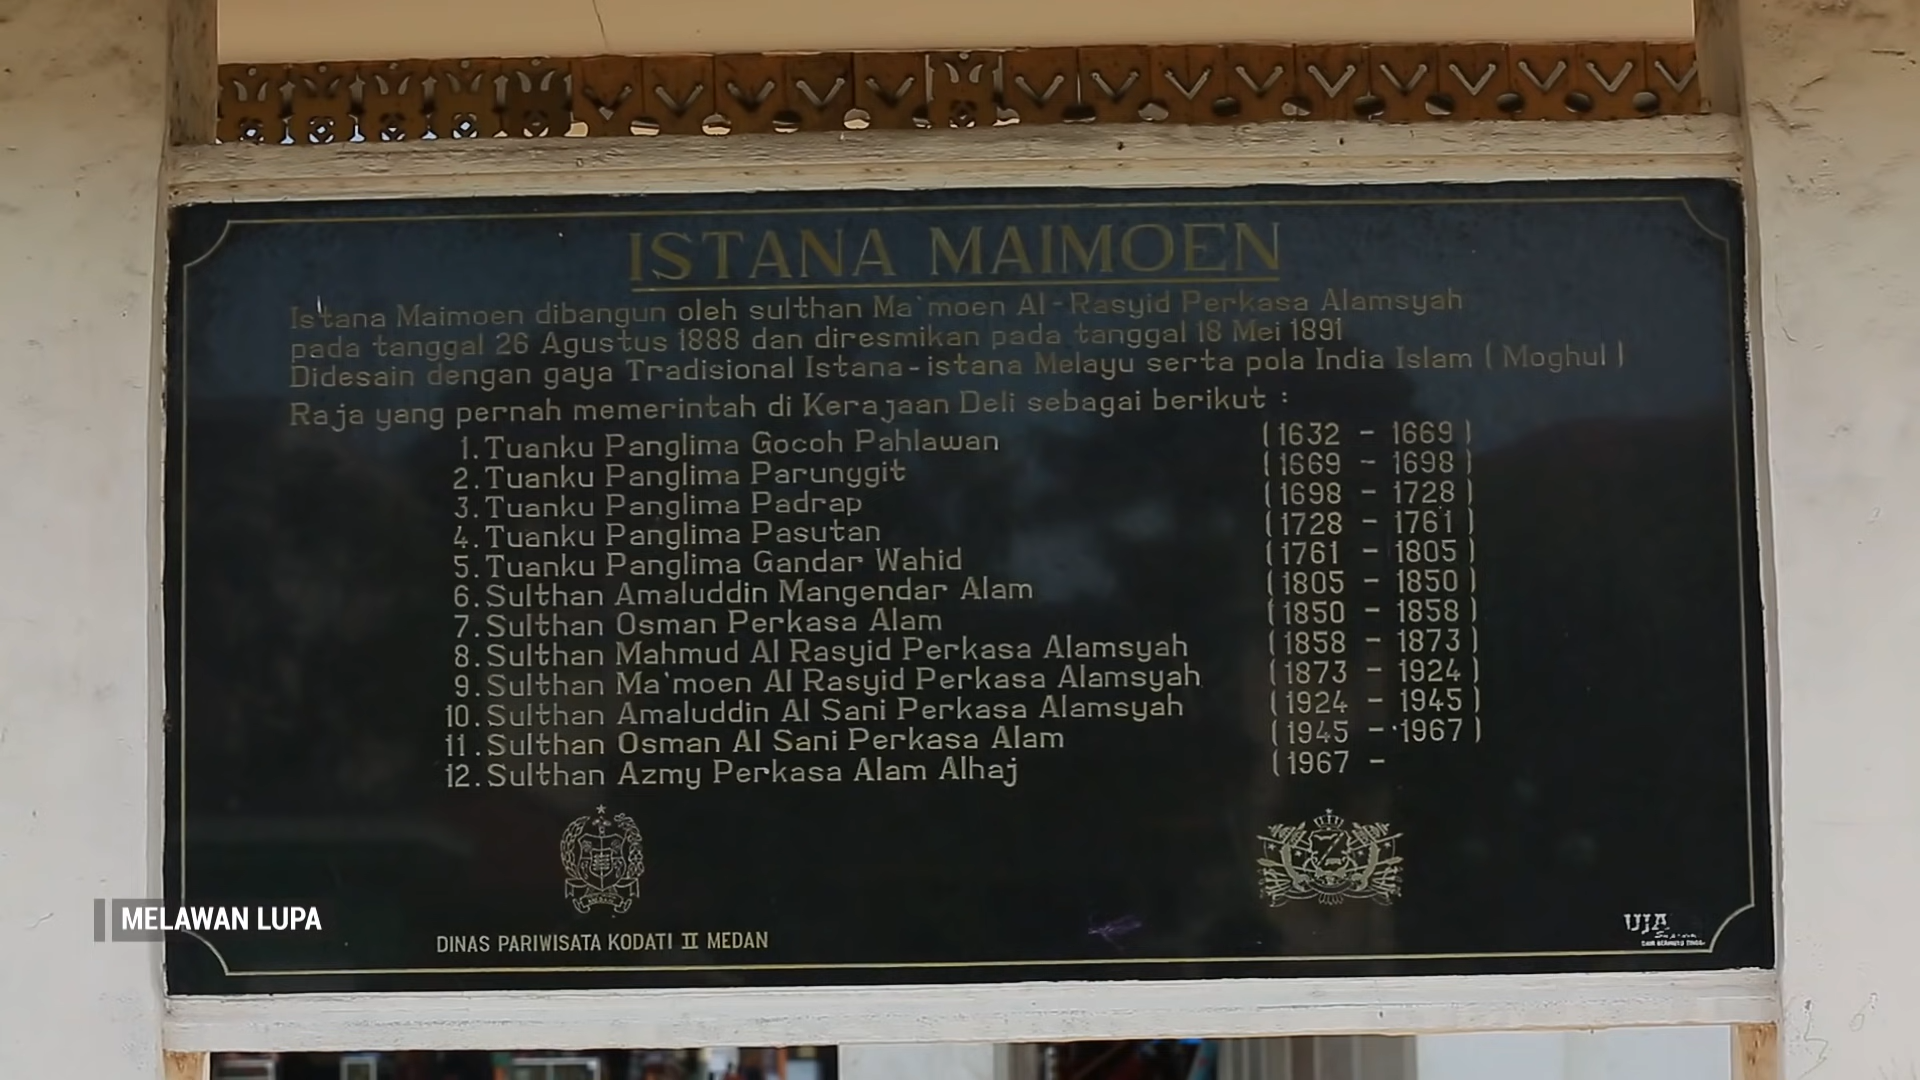 ISTANA MAIMOEN
Istana Maimoen dibangun oleh sulthan Ma'moen Al-Rasyid Perkasa Alamsyah
pada tanggal 26 Agustus 1888 dan diresmikan pada tanggal 18 Mei 1891
Didesain dengan gaya Tradisional Istana-istana Melayu serta pola India Islam ( Moghul )
Raja yang pernah memerintah di Kerajaan Deli sebagai berikut :
1. Tuanku Panglima Gocoh Pahlawan (1632 - 1669)
2. Tuanku Panglima Parunggit (1669 - 1698)
3. Tuanku Panglima Padrap (1698 - 1728)
4. Tuanku Panglima Pasutan (1728 - 1761)
5. Tuanku Panglima Gandar Wahid (1761 - 1805)
6. Sulthan Amaluddin Mangendar Alam (1805 - 1850)
7. Sulthan Osman Perkasa Alam (1850 - 1858)
8. Sulthan Mahmud Al Rasyid Perkasa Alamsyah (1858 - 1873)
9. Sulthan Ma'moen Al Rasyid Perkasa Alamsyah (1873 - 1924)
10. Sulthan Amaluddin Al Sani Perkasa Alamsyah (1924 - 1945)
11. Sulthan Osman Al Sani Perkasa Alam (1945 - 1967)
12. Sulthan Azmy Perkasa Alam Alhaj (1967 -
MELAWAN LUPA
DINAS PARIWISATA KODATI II MEDAN
UJA